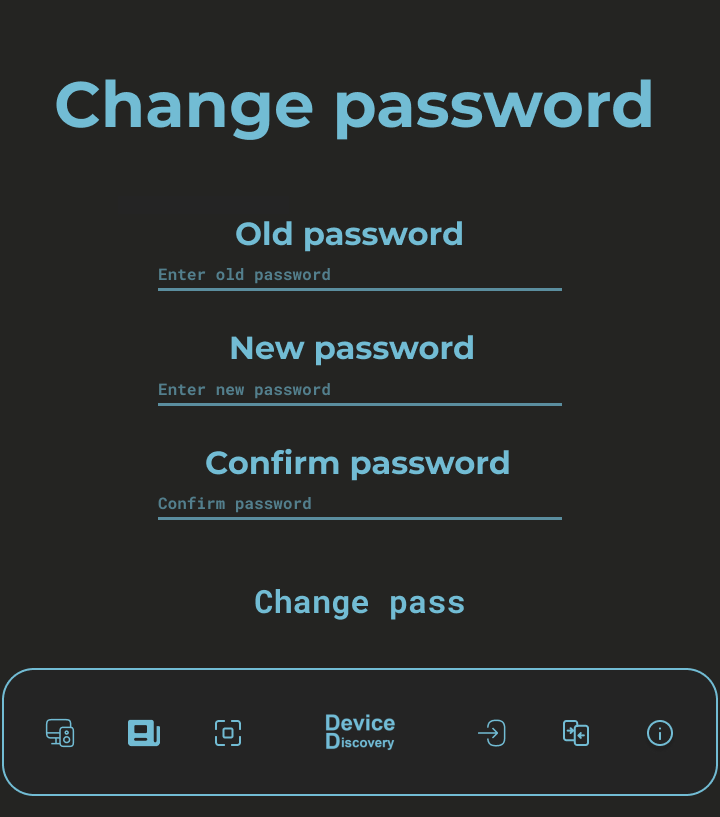 Change password
Old password
Enter old password
New password
Enter new password
Confirm password
Confirm password
Change pass
Device
Discovery